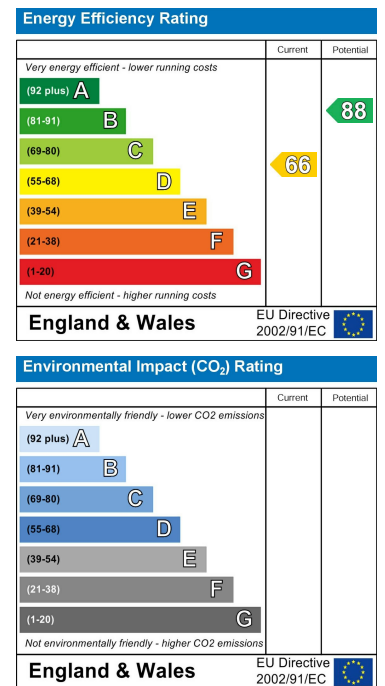 Energy Efficiency Rating
Current Potential
Very energy efficient - lower running costs
(92 plus) A
(81-91) B
(69-80) C
(55-68) D
(39-54) E
(21-38) F
(1-20) G
66
88
Not energy efficient - higher running costs
England & Wales
EU Directive
2002/91/EC
Environmental Impact (CO₂) Rating
Current Potential
Very environmentally friendly - lower CO2 emissions
(92 plus) A
(81-91) B
(69-80) C
(55-68) D
(39-54) E
(21-38) F
(1-20) G
Not environmentally friendly - higher CO2 emissions
England & Wales
EU Directive
2002/91/EC